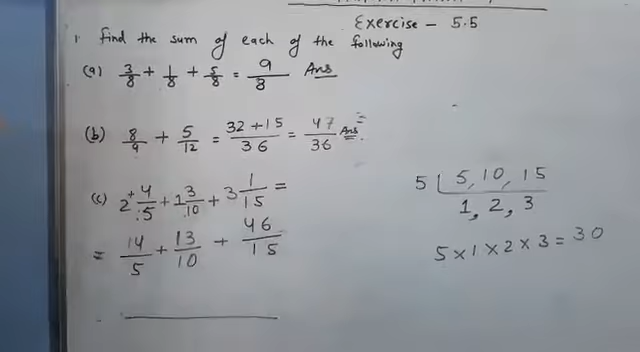 Exercise - 5.5
1. Find the sum of each of the following
(a) 3/8 + 1/8 + 5/8 = 9/8 Ans
(b) 8/9 + 5/12 = 32+15/36 = 47/36 Ans =
(c) 2 4/5 + 1 3/10 + 3 1/15 =
= 14/5 + 13/10 + 46/15
5 | 5, 10, 15
1, 2, 3
5 × 1 × 2 × 3 = 30